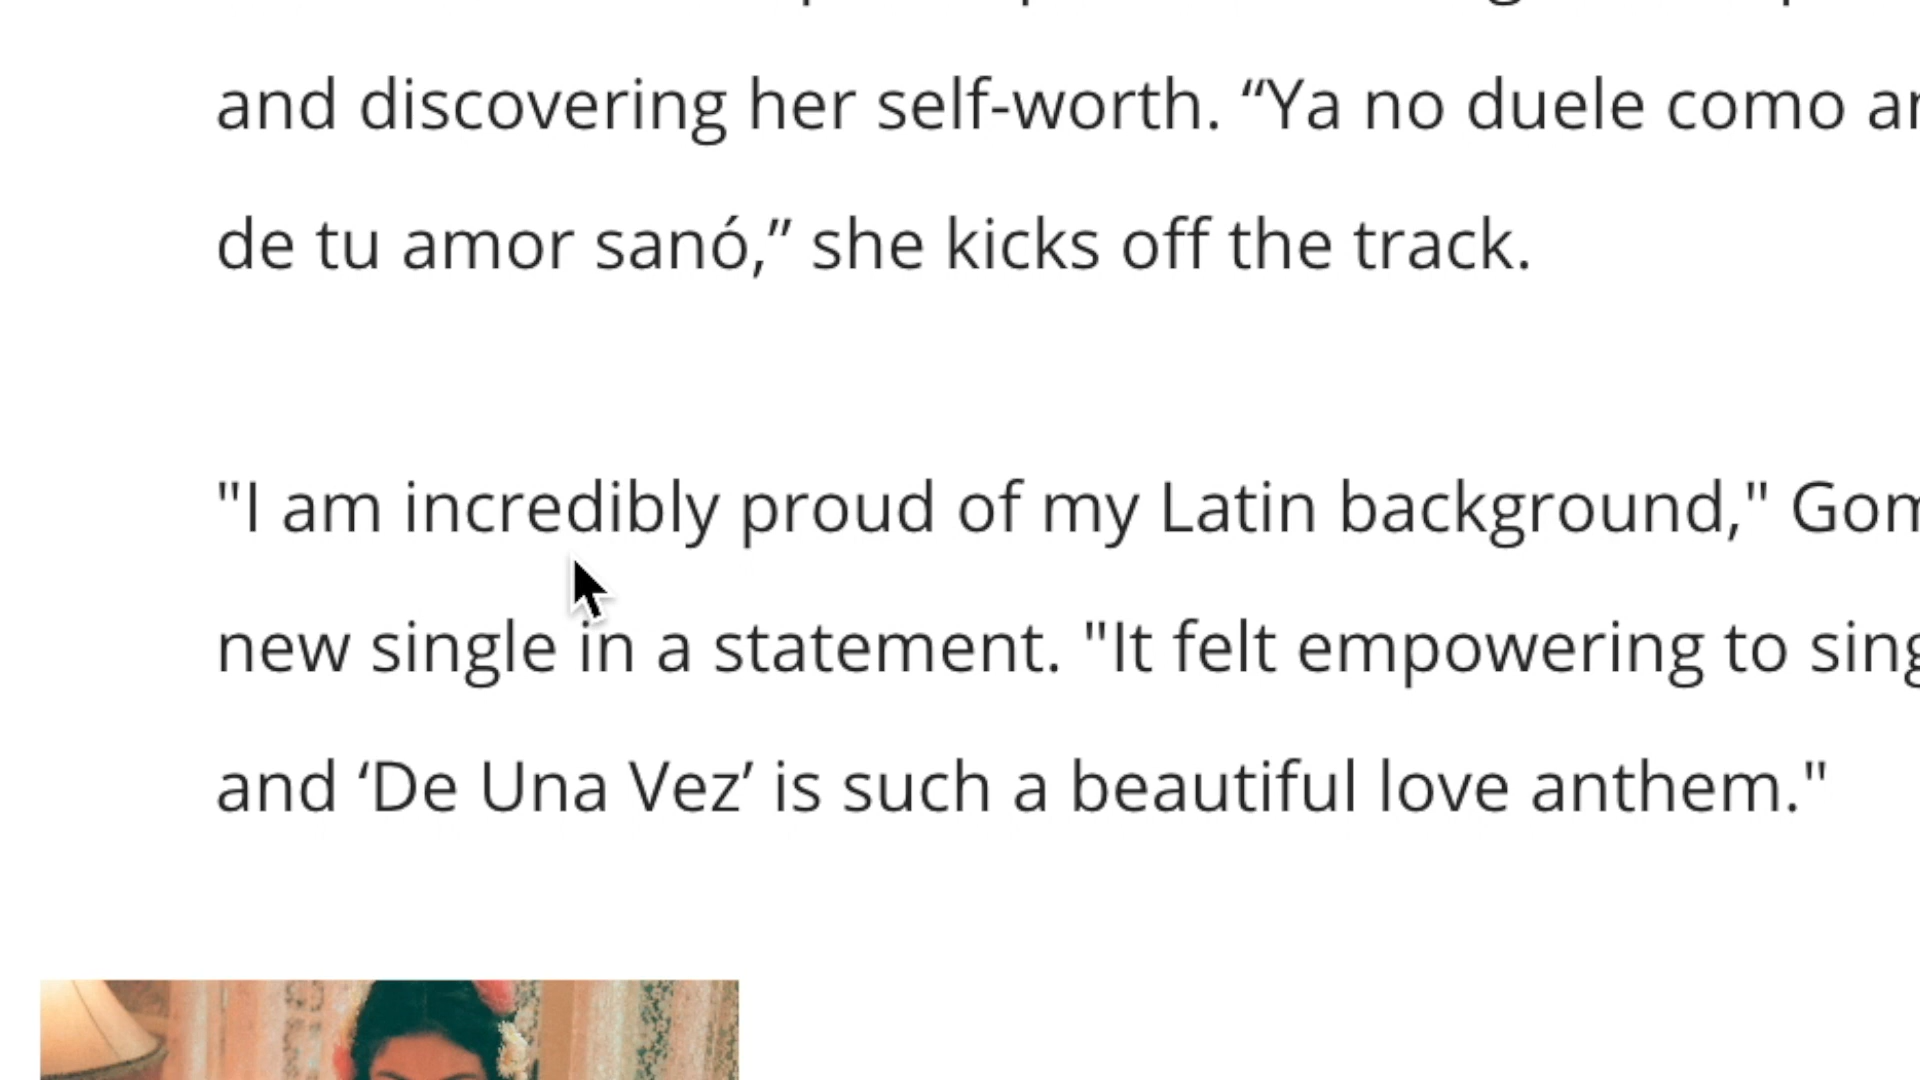 and discovering her self-worth. “Ya no duele como
de tu amor sanó,” she kicks off the track.
"I am incredibly proud of my Latin background,"
new single in a statement. "It felt empowering to
and ‘De Una Vez’ is such a beautiful love anthem."